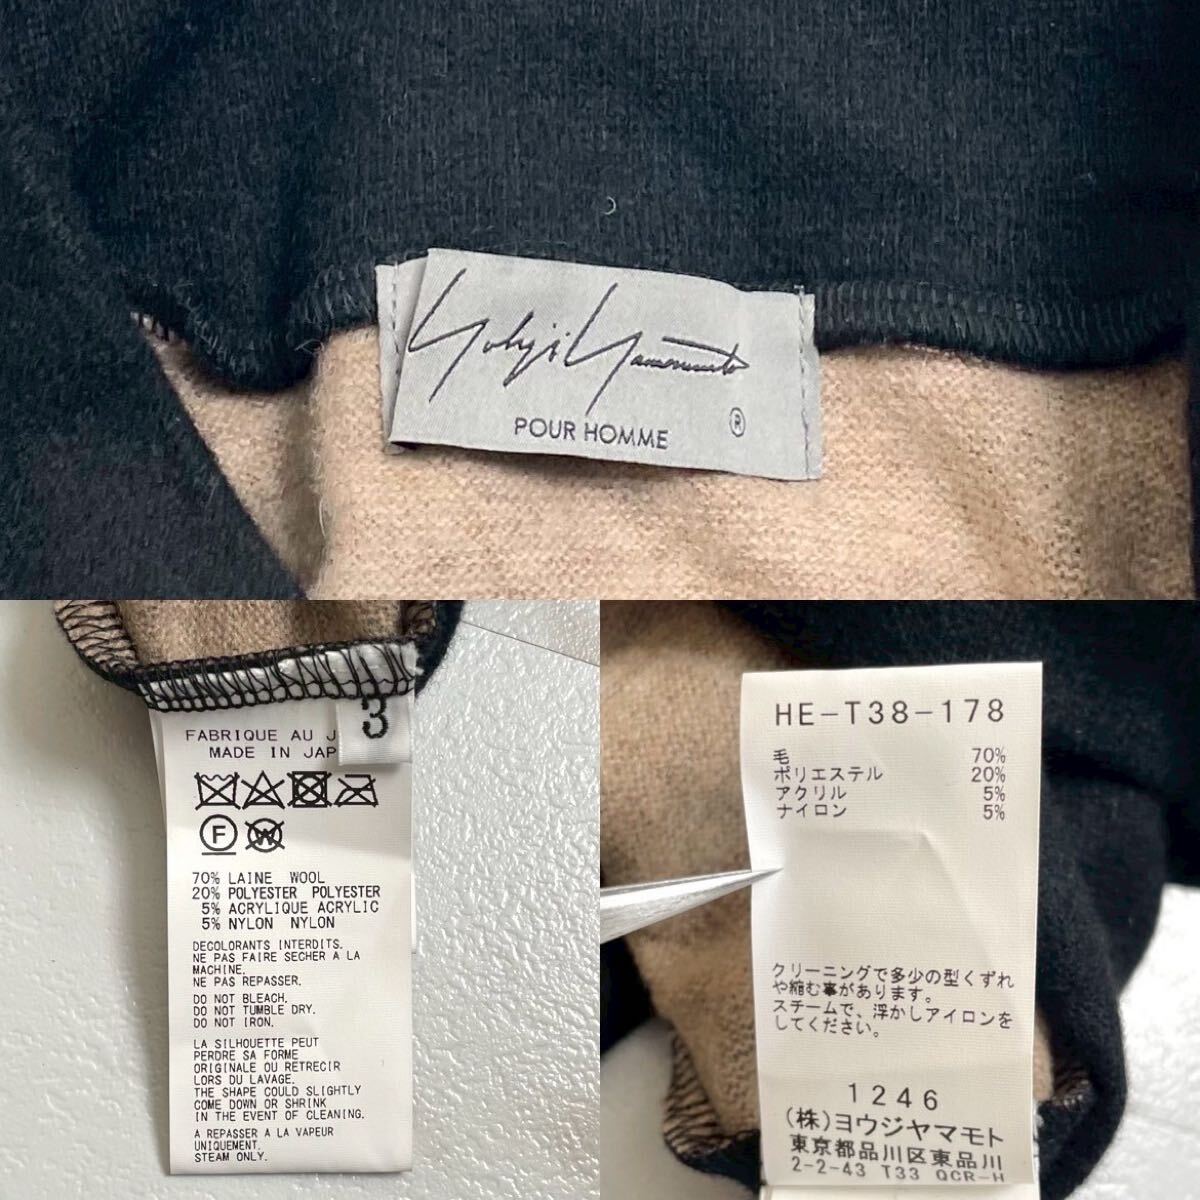 Yohji Yamamoto
POUR HOMME ®
3
FABRIQUE AU J
MADE IN JAP
F
W
70% LAINE WOOL
20% POLYESTER POLYESTER
5% ACRYLIQUE ACRYLIC
5% NYLON NYLON
DECOLORANTS INTERDITS.
NE PAS FAIRE SECHER A LA
MACHINE.
NE PAS REPASSER.
DO NOT BLEACH.
DO NOT TUMBLE DRY.
DO NOT IRON.
LA SILHOUETTE PEUT
PERDRE SA FORME
ORIGINALE OU RETRECIR
LORS DU LAVAGE.
THE SHAPE COULD SLIGHTLY
COME DOWN OR SHRINK
IN THE EVENT OF CLEANING.
A REPASSER A LA VAPEUR
UNIQUEMENT.
STEAM ONLY.
HE-T38-178
毛 70%
ポリエステル 20%
アクリル 5%
ナイロン 5%
クリーニングで多少の型くずれ
や縮む事があります。
スチームで、浮かしアイロンを
してください。
1246
(株)ヨウジヤマモト
東京都品川区東品川
2-2-43 T33 QCR-H